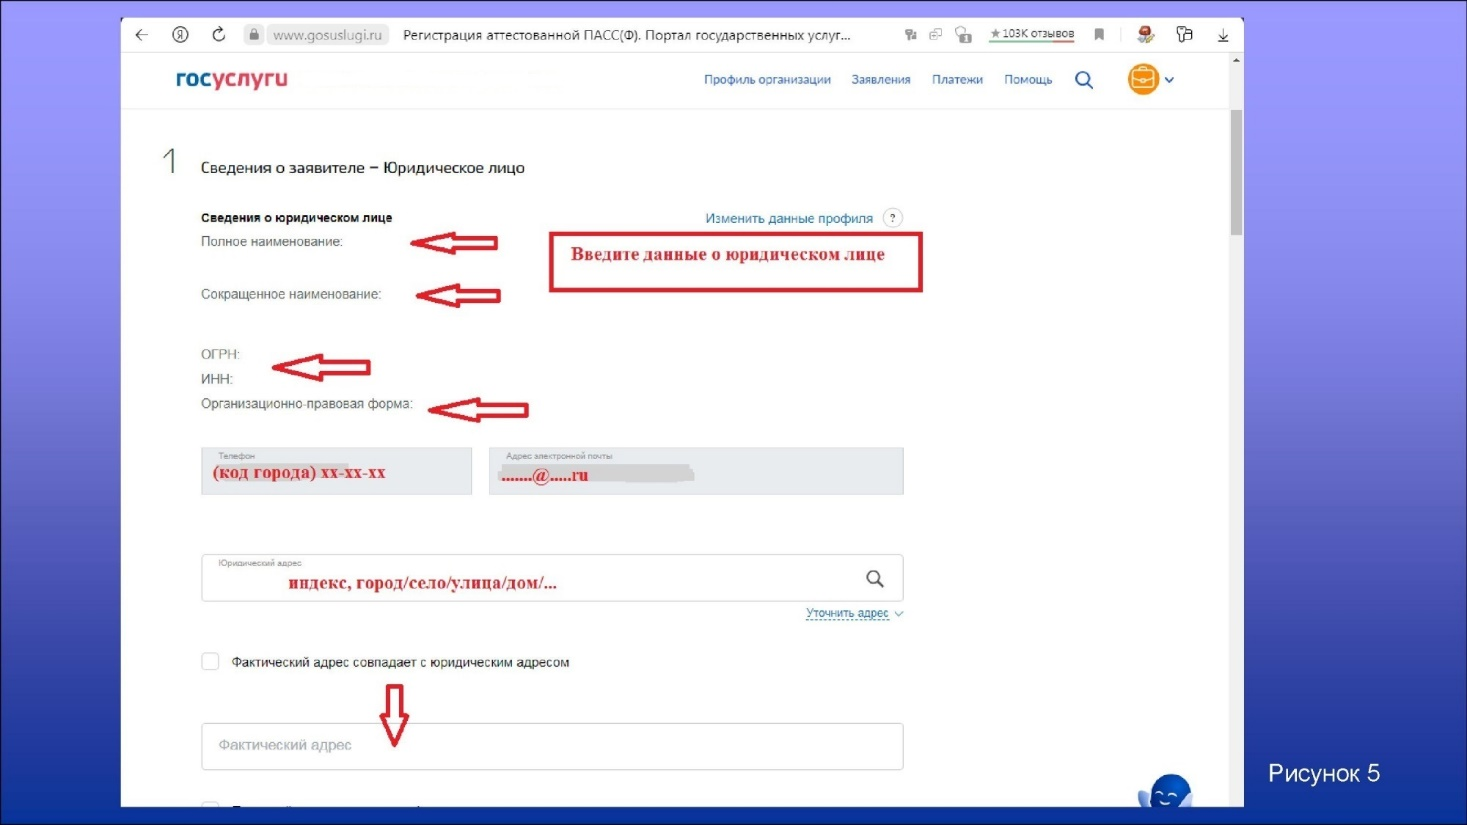 www.gosuslugi.ru Регистрация аттестованной ПАСС(Ф). Портал государственных услуг... ★ 103К отзывов
госуслуги Профиль организации Заявления Платежи Помощь
1 Сведения о заявителе – Юридическое лицо
Сведения о юридическом лице Изменить данные профиля ?
Полное наименование:
Введите данные о юридическом лице
Сокращенное наименование:
ОГРН:
ИНН:
Организационно-правовая форма:
Телефон
(код города) хх-хх-хх
Адрес электронной почты
.......@.....ru
Юридический адрес
индекс, город/село/улица/дом/...
Уточнить адрес
Фактический адрес совпадает с юридическим адресом
Фактический адрес
Рисунок 5